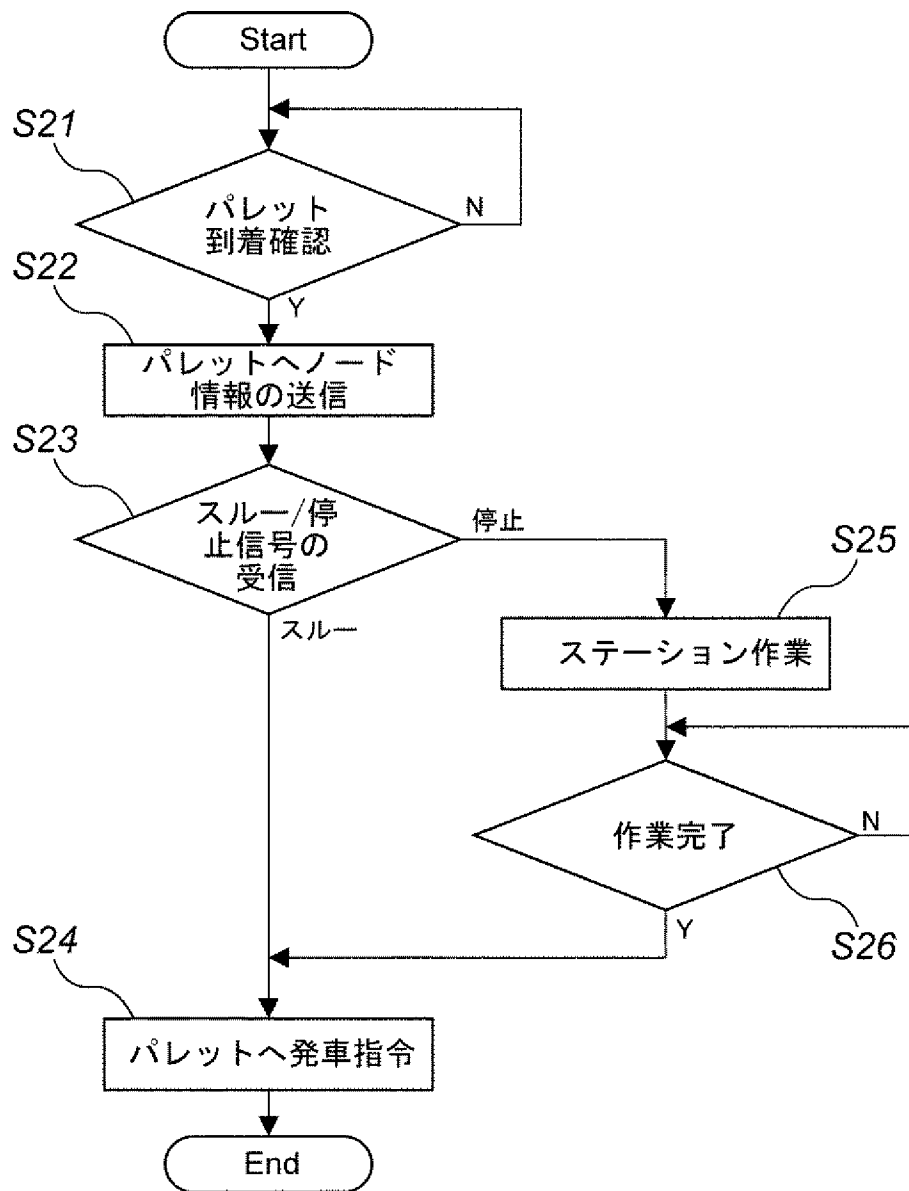 Start
S21
パレット
到着確認
N
Y
S22
パレットへノード
情報の送信
S23
スルー/停
止信号の
受信
停止
スルー
S25
ステーション作業
作業完了
N
Y
S26
S24
パレットへ発車指令
End